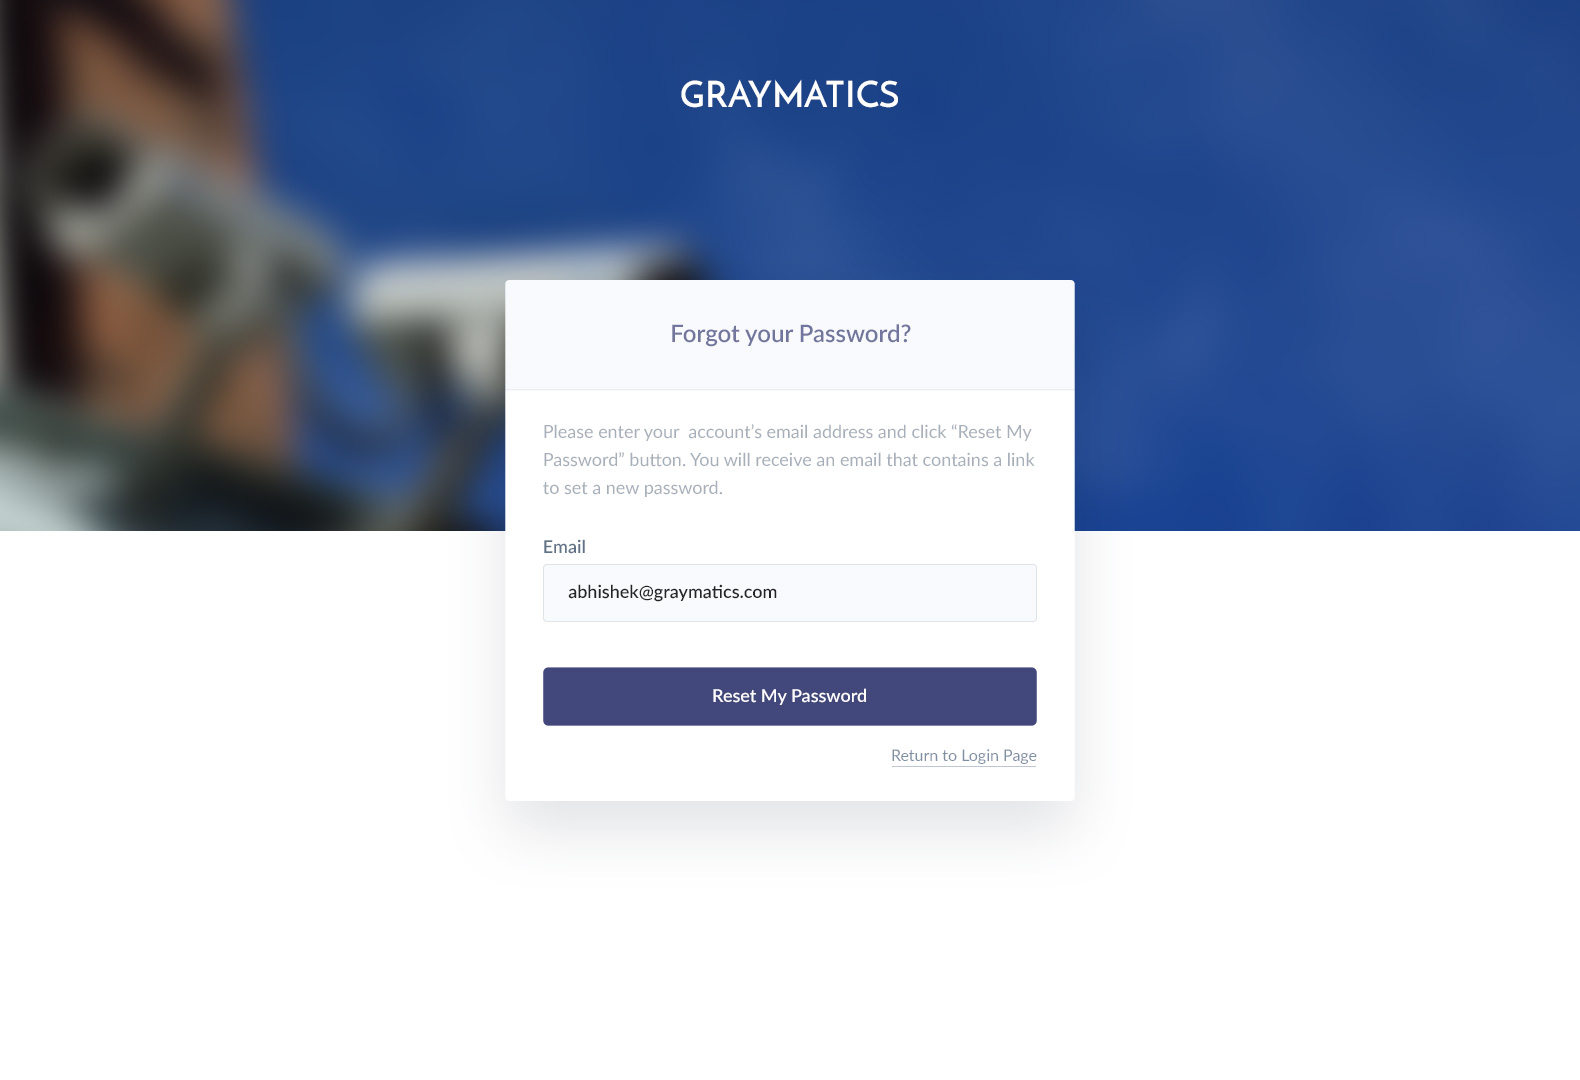 GRAYMATICS
Forgot your Password?
Please enter your  account’s email address and click “Reset My
Password” button. You will receive an email that contains a link
to set a new password.
Email
abhishek@graymatics.com
Reset My Password
Return to Login Page